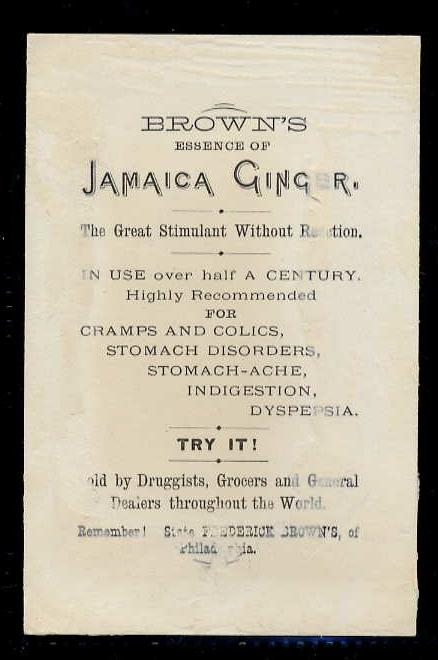 BROWN'S
ESSENCE OF
JAMAICA GINGER.
The Great Stimulant Without Reaction.
IN USE over half A CENTURY.
Highly Recommended
FOR
CRAMPS AND COLICS,
STOMACH DISORDERS,
STOMACH-ACHE,
INDIGESTION,
DYSPEPSIA.
TRY IT!
old by Druggists, Grocers and General
Dealers throughout the World.
Remember! State FREDERICK BROWN'S, of
Philadelphia.